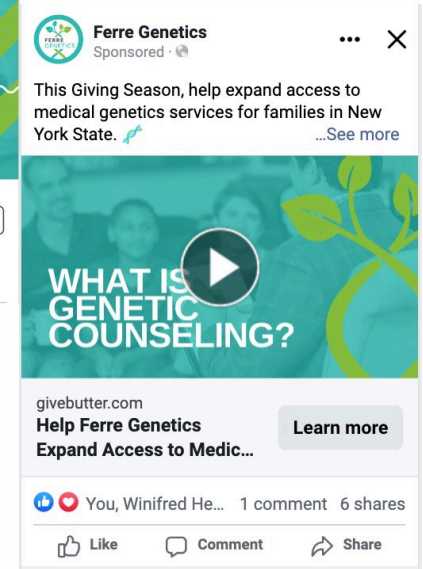 FERRE
GENETICS
Ferre Genetics
Sponsored ·
This Giving Season, help expand access to
medical genetics services for families in New
York State. 🧬 ...See more
WHAT IS
GENETIC
COUNSELING?
givebutter.com
Help Ferre Genetics
Expand Access to Medic...
Learn more
You, Winifred He... 1 comment 6 shares
Like Comment Share